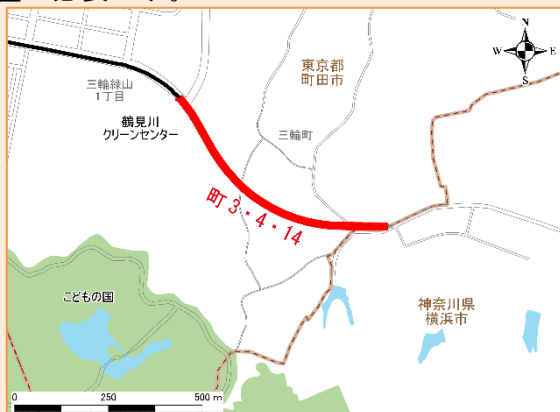 N
W
E
S
東京都
町田市
三輪緑山
1丁目
鶴見川
クリーンセンター
三輪町
町3・4・14
こどもの国
神奈川県
横浜市
0 250 500 m